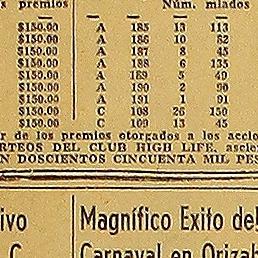 s premios Núm. miados
$150.00 A 185 13 113
$150.00 A 186 10 82
$150.00 A 187 8 45
$150.00 A 188 6 135
$150.00 A 189 5 49
$150.00 A 190 2 90
$150.00 A 191 1 91
$150.00 C 108 26 150
$150.00 C 109 13 45
r de los premios otorgados a los accio
RTEOS DEL CLUB HIGH LIFE, ascie
N DOSCIENTOS CINCUENTA MIL PES
ivo
C
Magnífico Exito del
Carnaval en Orizab